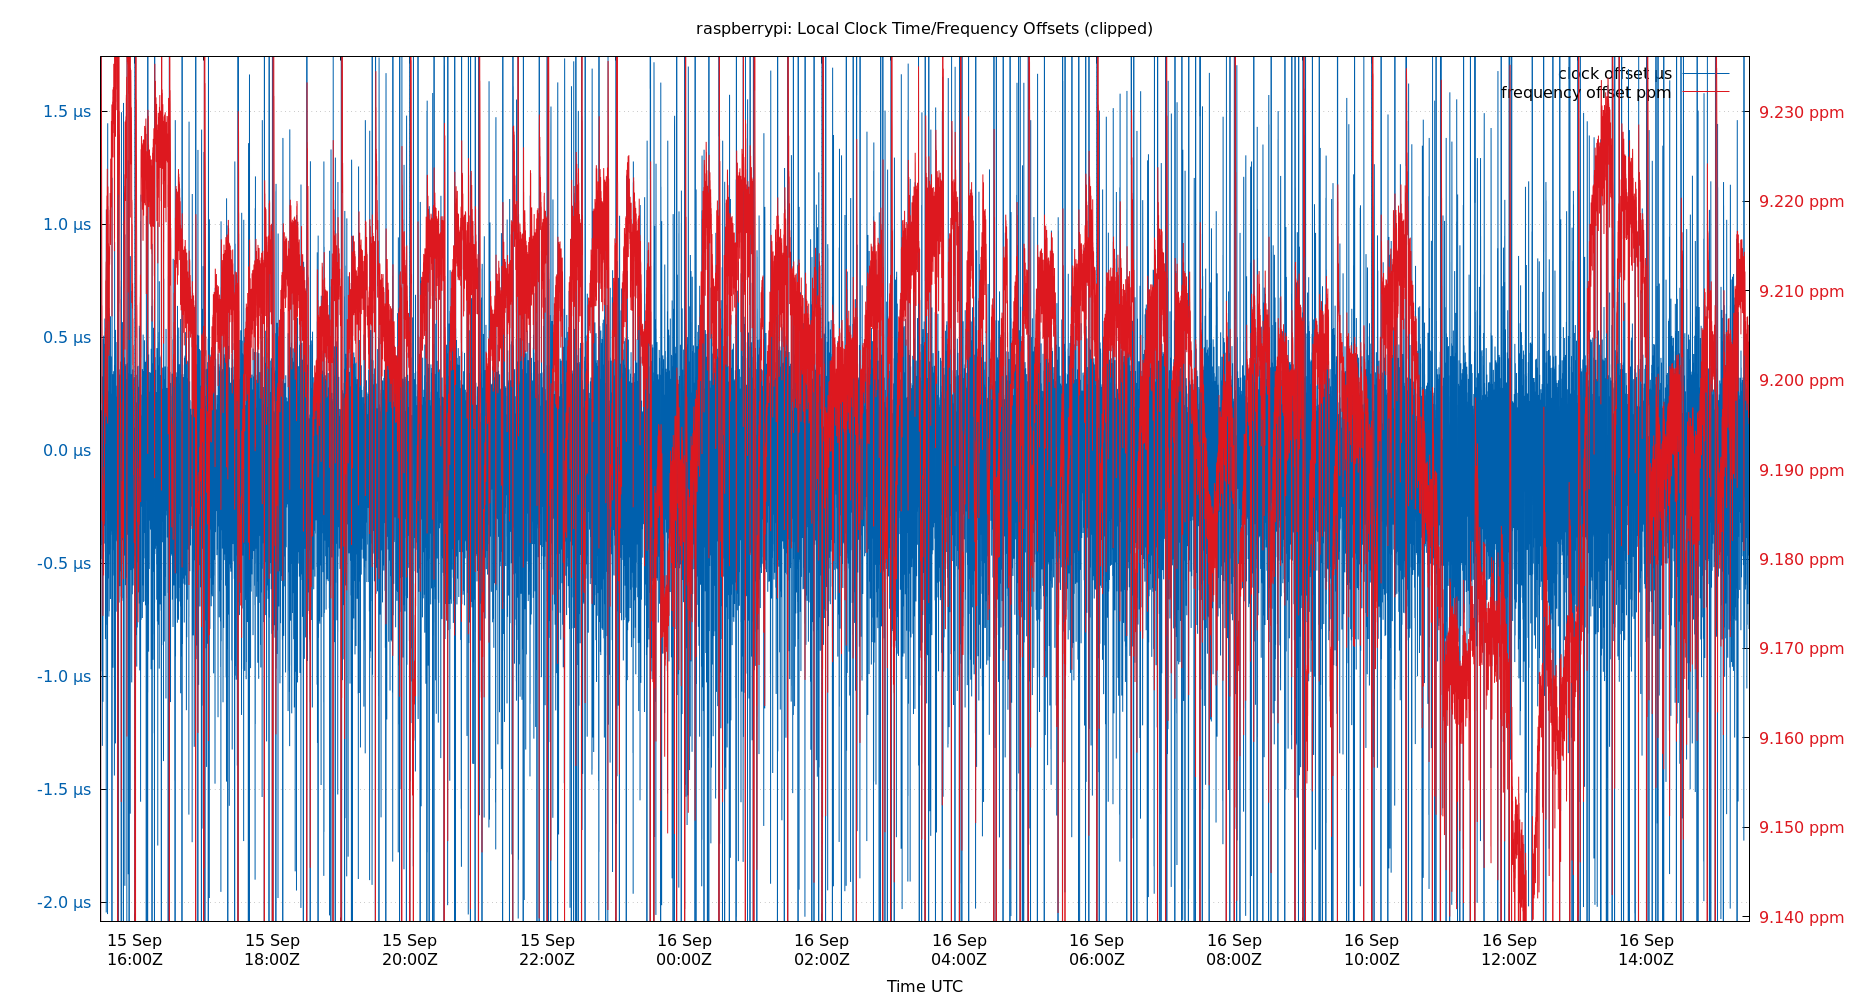 raspberrypi: Local Clock Time/Frequency Offsets (clipped)
clock offset µs
frequency offset ppm
1.5 µs
1.0 µs
0.5 µs
0.0 µs
-0.5 µs
-1.0 µs
-1.5 µs
-2.0 µs
9.230 ppm
9.220 ppm
9.210 ppm
9.200 ppm
9.190 ppm
9.180 ppm
9.170 ppm
9.160 ppm
9.150 ppm
9.140 ppm
15 Sep
16:00Z
15 Sep
18:00Z
15 Sep
20:00Z
15 Sep
22:00Z
16 Sep
00:00Z
16 Sep
02:00Z
16 Sep
04:00Z
16 Sep
06:00Z
16 Sep
08:00Z
16 Sep
10:00Z
16 Sep
12:00Z
16 Sep
14:00Z
Time UTC